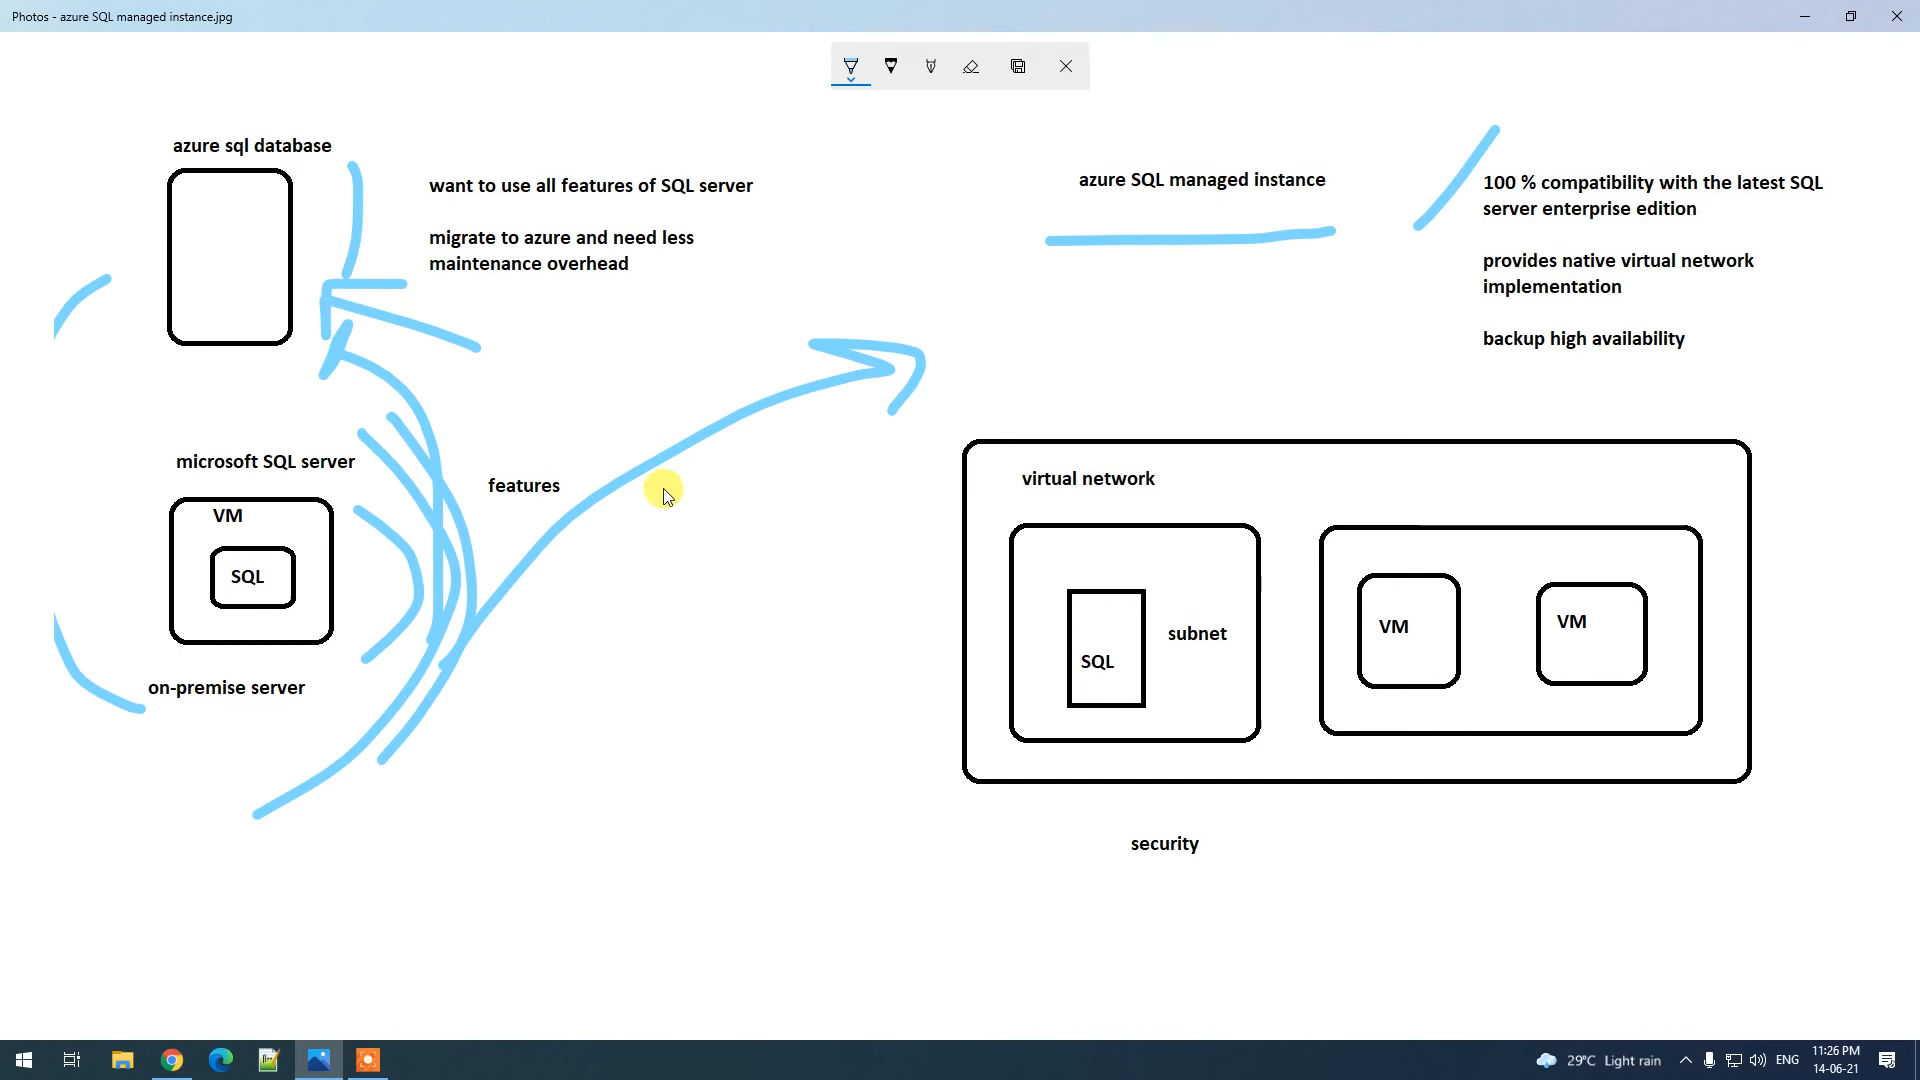 Photos - azure SQL managed instance.jpg
azure sql database
want to use all features of SQL server
migrate to azure and need less
maintenance overhead
azure SQL managed instance
100 % compatibility with the latest SQL
server enterprise edition
provides native virtual network
implementation
backup high availability
microsoft SQL server
VM
SQL
on-premise server
features
virtual network
SQL
subnet
VM
VM
security
29°C Light rain
ENG
11:26 PM
14-06-21